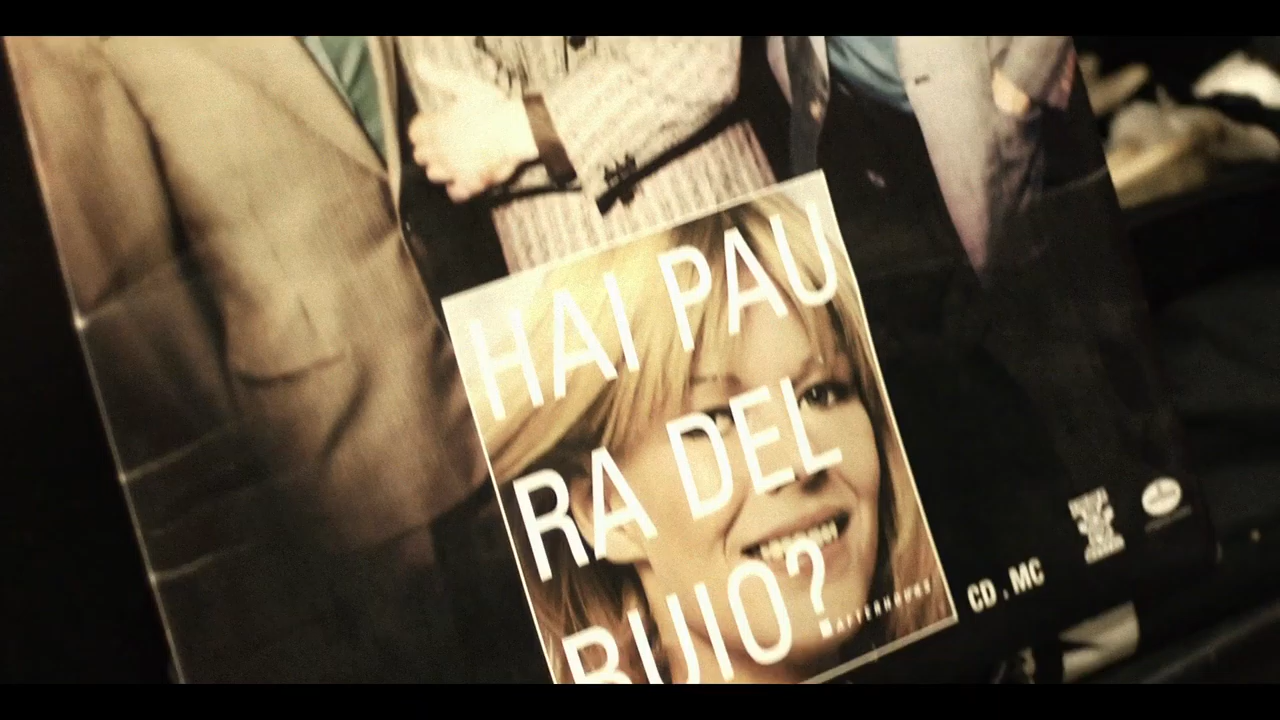 HAI PAU
RA DEL
BUIO?
AFTERHOURS
CD . MC